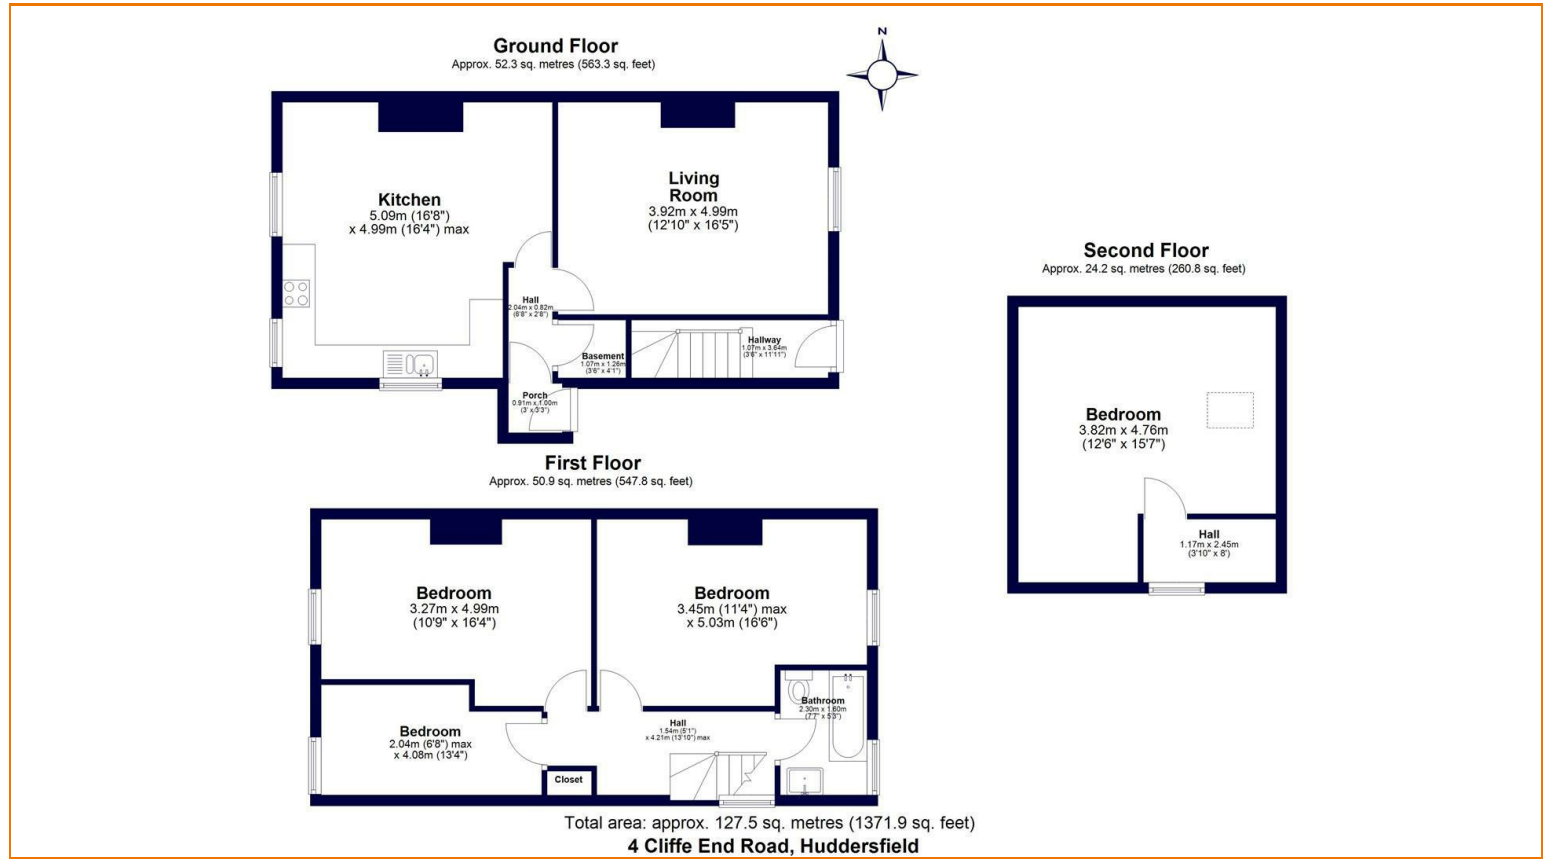 Ground Floor
Approx. 52.3 sq. metres (563.3 sq. feet)
N
Kitchen
5.09m (16'8")
x 4.99m (16'4") max
Living
Room
3.92m x 4.99m
(12'10" x 16'5")
Hall
2.04m x 0.82m
(6'8" x 2'8")
Basement
1.07m x 1.26m
(3'6" x 4'1")
Hallway
1.07m x 3.64m
(3'6" x 11'11")
Porch
0.91m x 1.00m
(3' x 3'3")
Second Floor
Approx. 24.2 sq. metres (260.8 sq. feet)
Bedroom
3.82m x 4.76m
(12'6" x 15'7")
Hall
1.17m x 2.45m
(3'10" x 8')
First Floor
Approx. 50.9 sq. metres (547.8 sq. feet)
Bedroom
3.27m x 4.99m
(10'9" x 16'4")
Bedroom
3.45m (11'4") max
x 5.03m (16'6")
Bathroom
2.30m x 1.60m
(7'7" x 5'3")
Bedroom
2.04m (6'8") max
x 4.08m (13'4")
Hall
1.54m (5'1")
x 4.21m (13'10") max
Closet
Total area: approx. 127.5 sq. metres (1371.9 sq. feet)
4 Cliffe End Road, Huddersfield